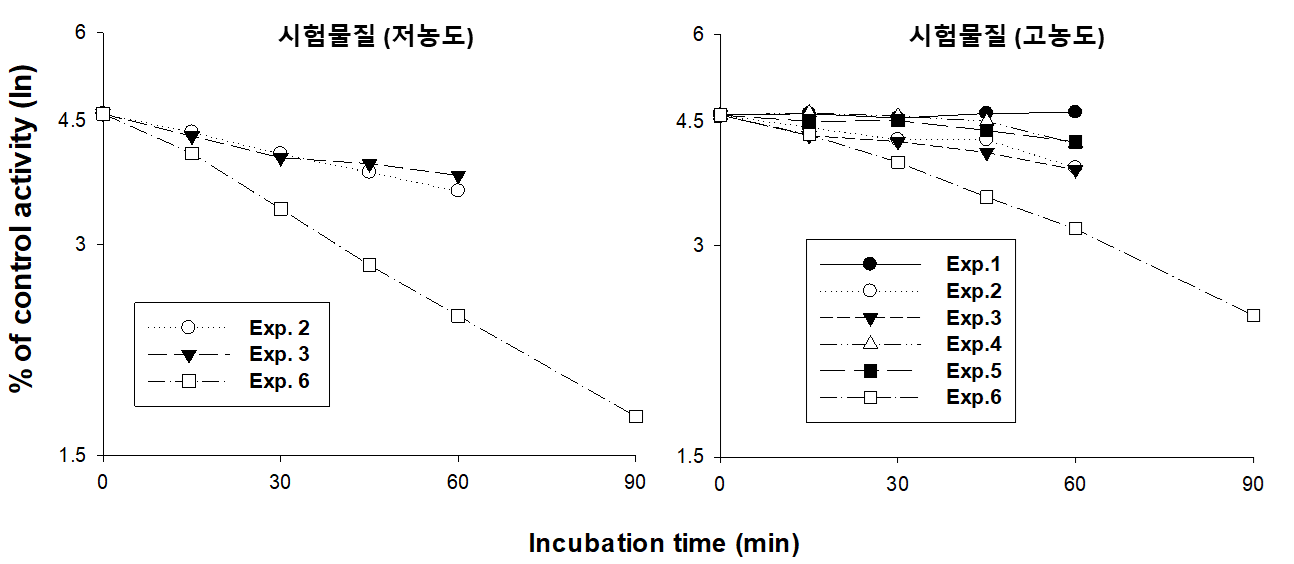 시험물질 (저농도)
6
4.5
3
1.5
0
30
60
90
Exp. 2
Exp. 3
Exp. 6
% of control activity (ln)
시험물질 (고농도)
6
4.5
3
1.5
0
30
60
90
Exp.1
Exp.2
Exp.3
Exp.4
Exp.5
Exp.6
Incubation time (min)